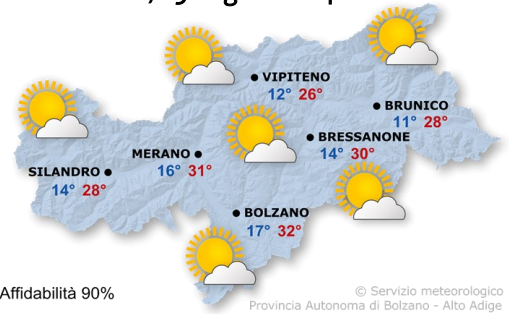 VIPITENO
12° 26°
BRUNICO
11° 28°
BRESSANONE
14° 30°
MERANO
16° 31°
SILANDRO
14° 28°
BOLZANO
17° 32°
Affidabilità 90%
© Servizio meteorologico
Provincia Autonoma di Bolzano - Alto Adige